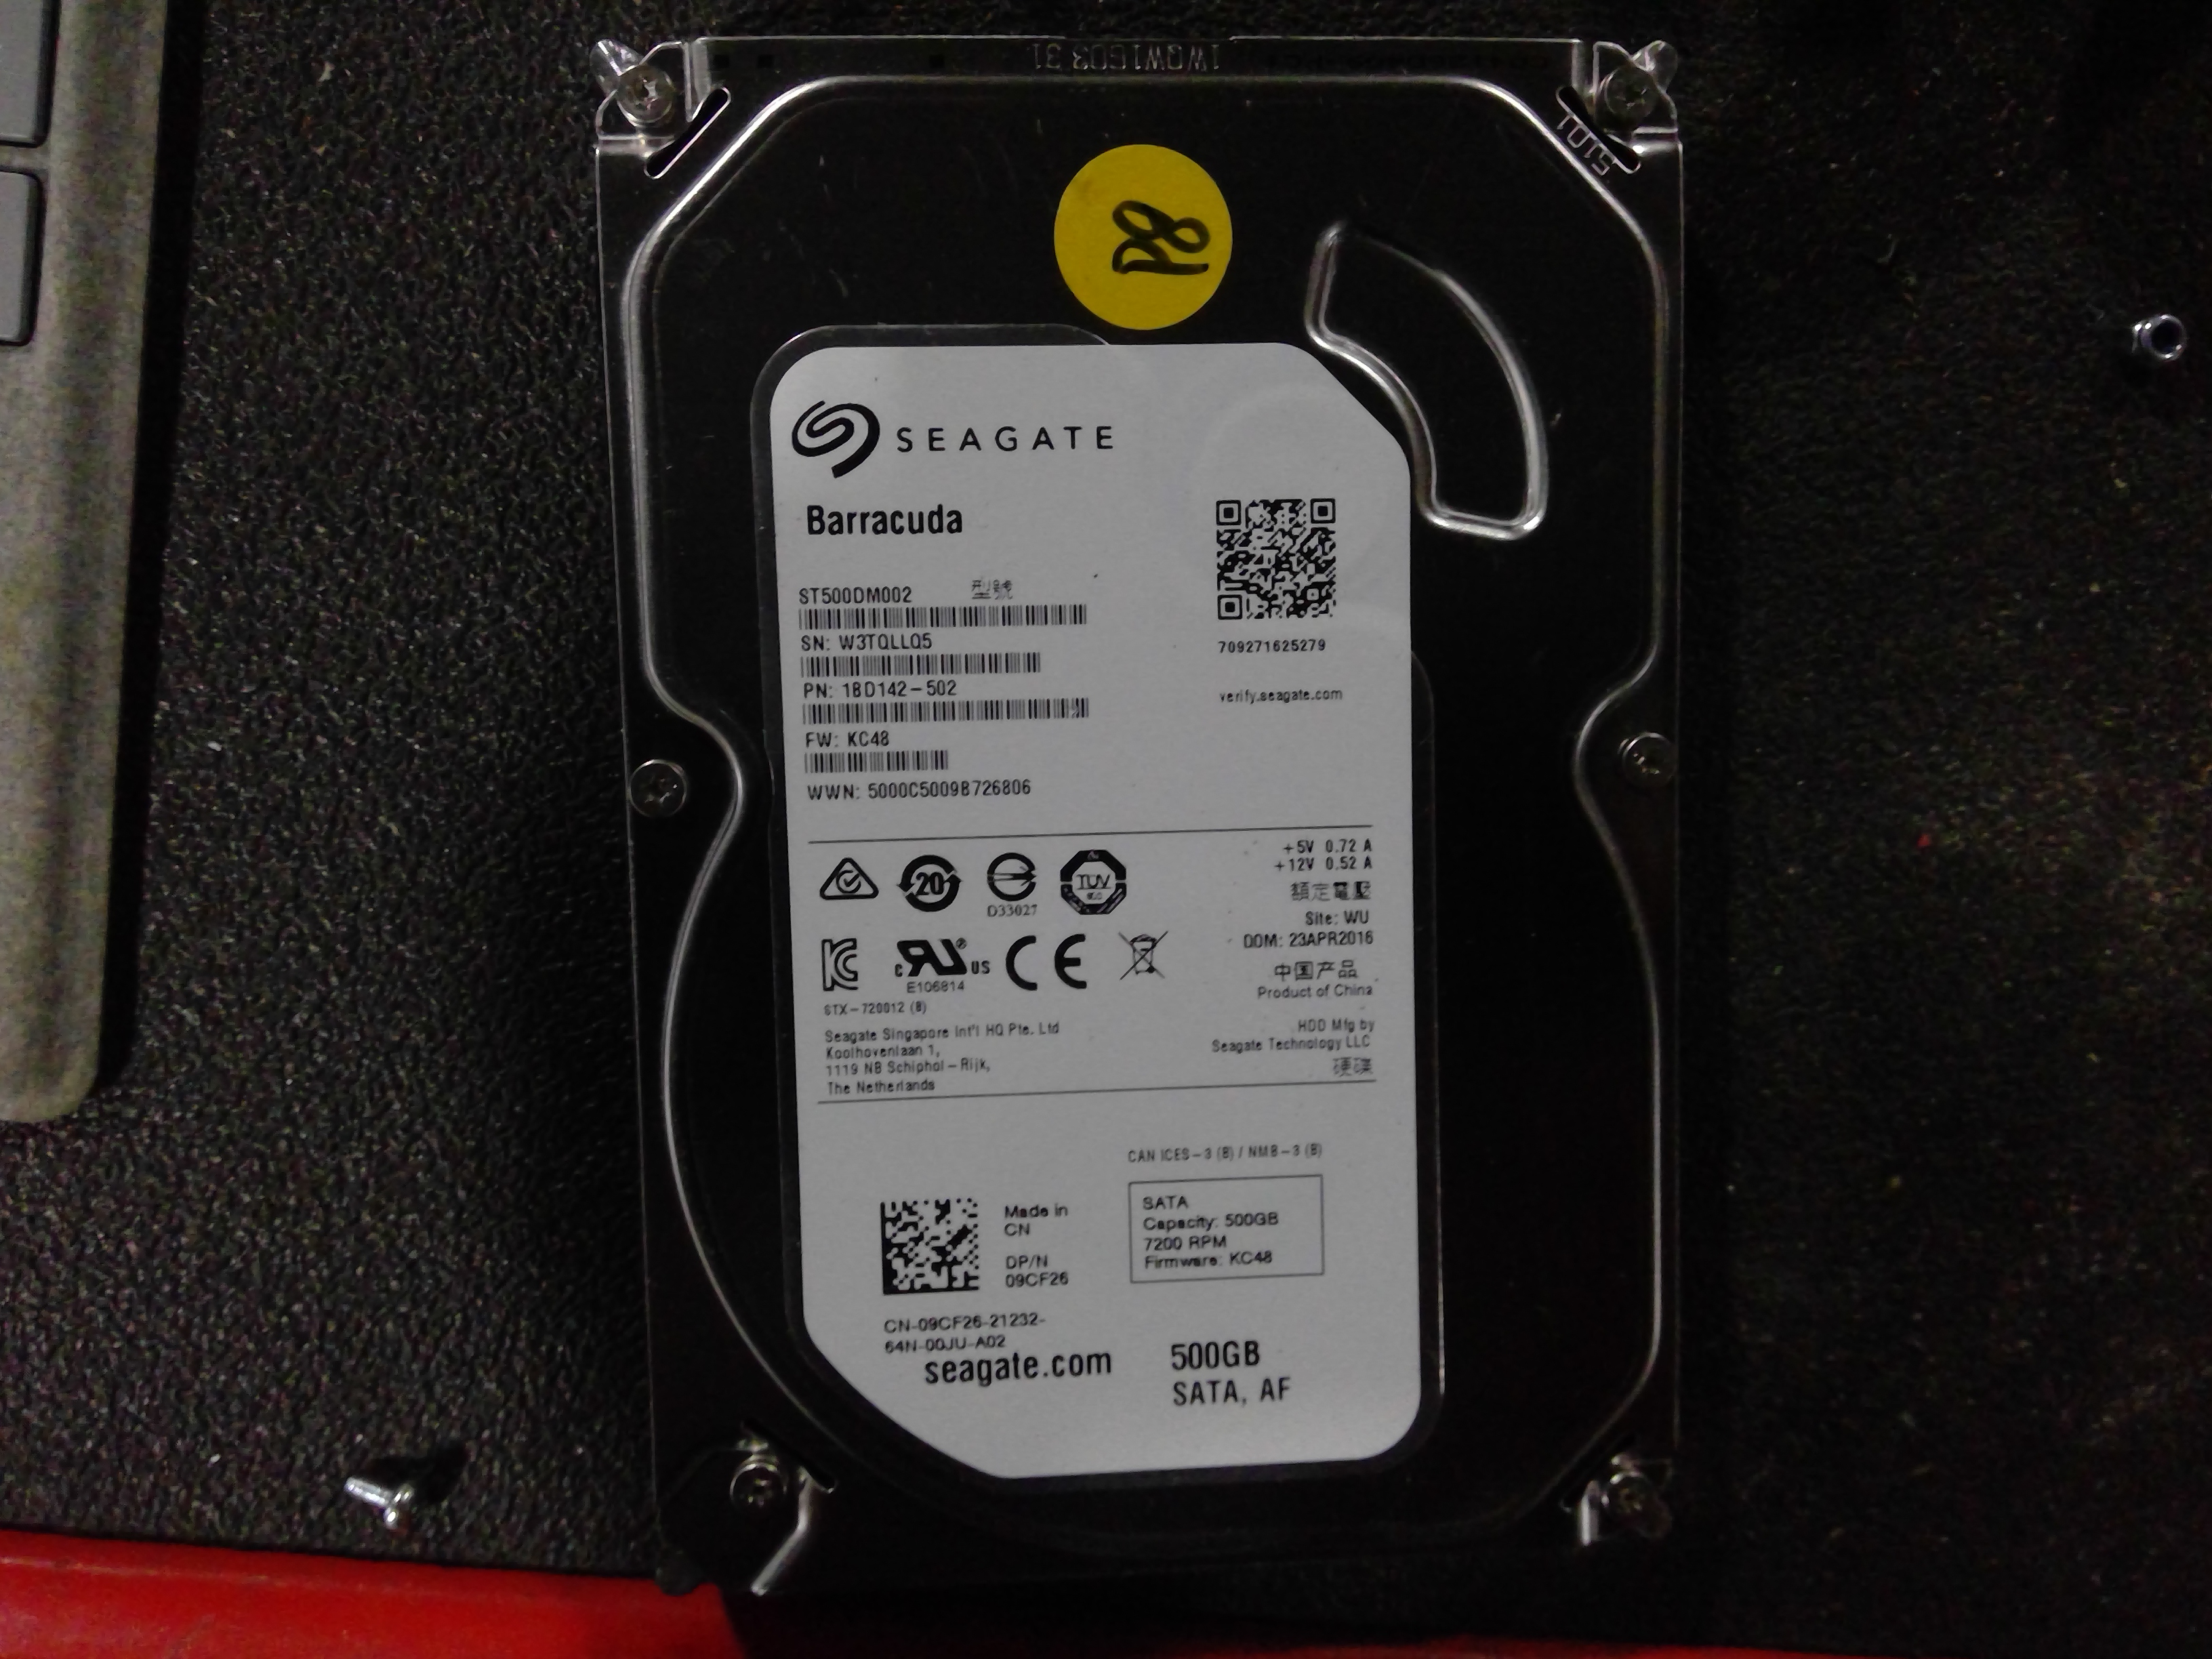 SEAGATE
Barracuda
ST500DM002 型號
SN: W3TQLLQ5
PN: 1BD142-502
FW: KC48
WWN: 5000C5009B726806
709271625279
verify.seagate.com
+5V 0.72 A
+12V 0.52 A
額定電壓
Site: WU
DOM: 23APR2016
中国产品
Product of China
HDD Mfg by
Seagate Technology LLC
硬碟
20
D33027
TUV
c US
E106814
CE
STX-720012 (B)
Seagate Singapore Int'l HQ Pte. Ltd
Koolhovenlaan 1,
1119 NB Schiphol-Rijk,
The Netherlands
CAN ICES-3 (B) / NMB-3 (B)
Made in
CN
DP/N
09CF26
SATA
Capacity: 500GB
7200 RPM
Firmware: KC48
CN-09CF26-21232-
64N-00JU-A02
seagate.com
500GB
SATA, AF